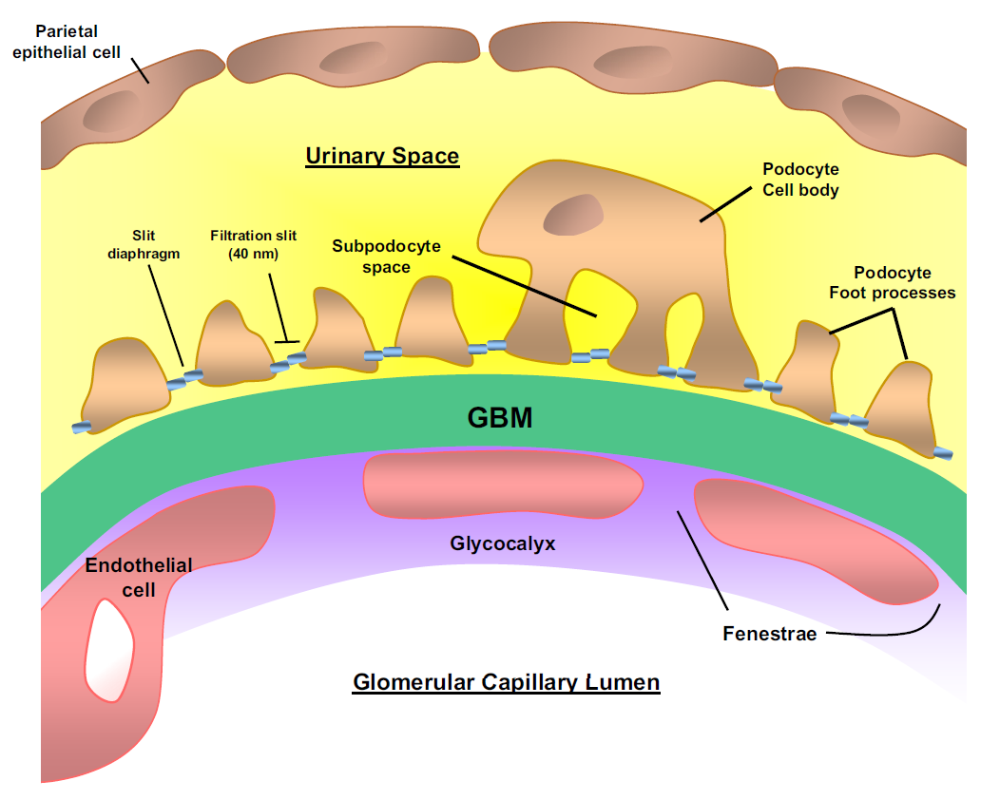 Parietal
epithelial cell
Urinary Space
Podocyte
Cell body
Slit
diaphragm
Filtration slit
(40 nm)
Subpodocyte
space
Podocyte
Foot processes
GBM
Glycocalyx
Endothelial
cell
Fenestrae
Glomerular Capillary Lumen